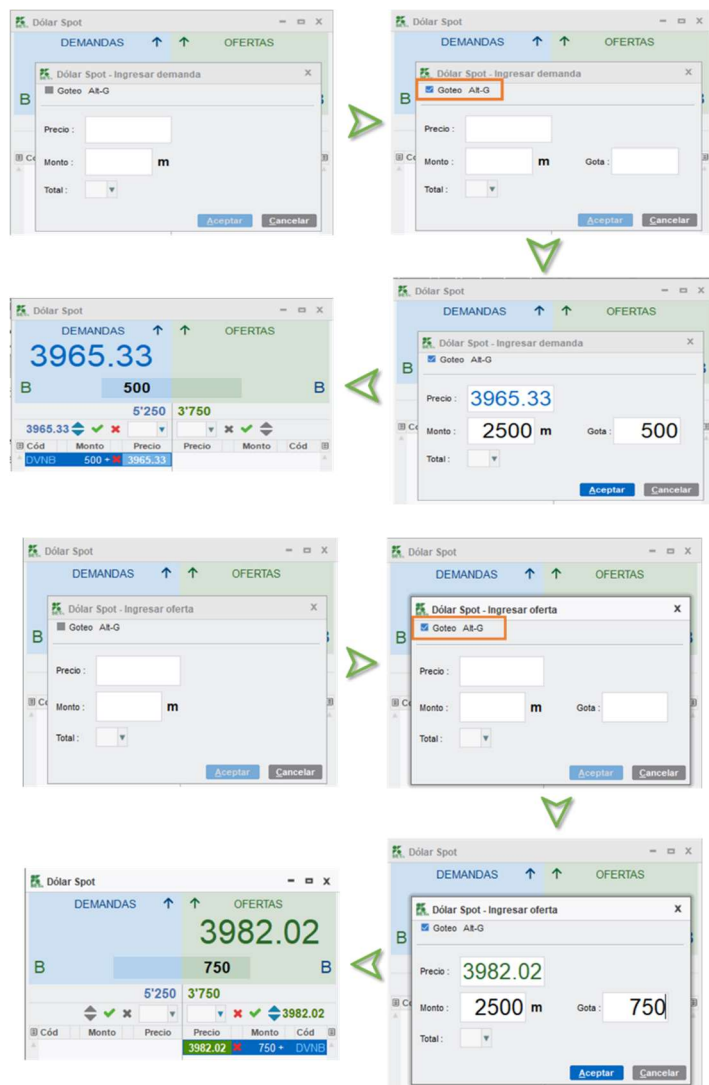 Dólar Spot
DEMANDAS OFERTAS
Dólar Spot - Ingresar demanda
Goteo Alt-G
B
Precio :
Monto : m
Total :
Aceptar Cancelar
Dólar Spot
DEMANDAS OFERTAS
Dólar Spot - Ingresar demanda
Goteo Alt-G
B
Precio :
Monto : m Gota :
Total :
Aceptar Cancelar
Dólar Spot
DEMANDAS OFERTAS
3965.33
B 500 B
5'250 3'750
3965.33
Cód Monto Precio Precio Monto Cód
DVNB 500 + 3965.33
Dólar Spot
DEMANDAS OFERTAS
Dólar Spot - Ingresar demanda
Goteo Alt-G
B
Precio : 3965.33
Monto : 2500 m Gota : 500
Total :
Aceptar Cancelar
Dólar Spot
DEMANDAS OFERTAS
Dólar Spot - Ingresar oferta
Goteo Alt-G
B
Precio :
Monto : m
Total :
Aceptar Cancelar
Dólar Spot
DEMANDAS OFERTAS
Dólar Spot - Ingresar oferta
Goteo Alt-G
B
Precio :
Monto : m Gota :
Total :
Aceptar Cancelar
Dólar Spot
DEMANDAS OFERTAS
3982.02
B 750 B
5'250 3'750
3982.02
Cód Monto Precio Precio Monto Cód
3982.02 750 + DVNB
Dólar Spot
DEMANDAS OFERTAS
Dólar Spot - Ingresar oferta
Goteo Alt-G
B
Precio : 3982.02
Monto : 2500 m Gota : 750
Total :
Aceptar Cancelar